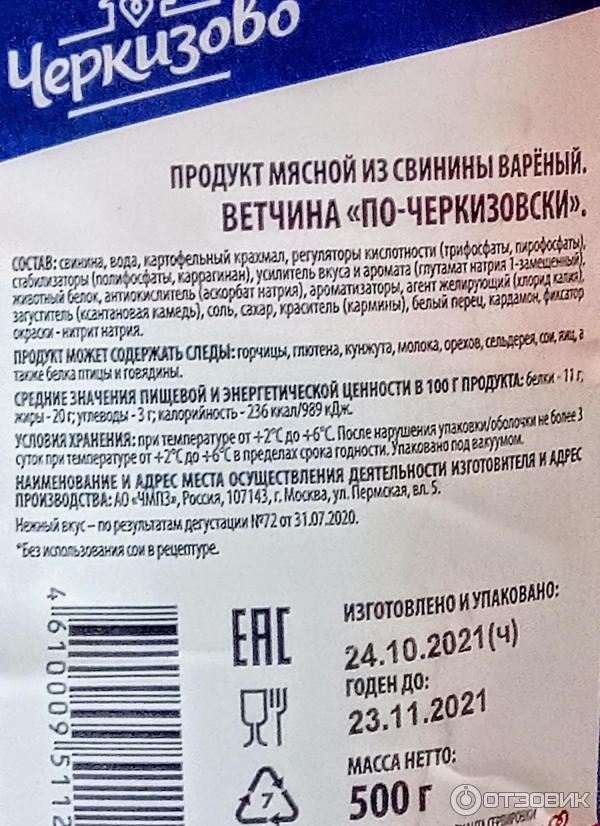 Черкизово
ПРОДУКТ МЯСНОЙ ИЗ СВИНИНЫ ВАРЁНЫЙ.
ВЕТЧИНА «ПО-ЧЕРКИЗОВСКИ».
СОСТАВ: свинина, вода, картофельный крахмал, регуляторы кислотности (трифосфаты, пирофосфаты),
стабилизаторы (полифосфаты, каррагинан), усилитель вкуса и аромата (глутамат натрия 1-замещенный),
животный белок, антиокислитель (аскорбат натрия), ароматизаторы, агент желирующий (хлорид калия),
загуститель (ксантановая камедь), соль, сахар, краситель (кармины), белый перец, кардамон, фиксатор
окраски - нитрит натрия.
ПРОДУКТ МОЖЕТ СОДЕРЖАТЬ СЛЕДЫ: горчицы, глютена, кунжута, молока, орехов, сельдерея, сои, яиц, а
также белка птицы и говядины.
СРЕДНИЕ ЗНАЧЕНИЯ ПИЩЕВОЙ И ЭНЕРГЕТИЧЕСКОЙ ЦЕННОСТИ В 100 Г ПРОДУКТА: белки - 11 г;
жиры - 20 г; углеводы - 3 г; калорийность - 236 ккал/989 кДж.
УСЛОВИЯ ХРАНЕНИЯ: при температуре от +2°С до +6°С. После нарушения упаковки/оболочки не более 3
суток при температуре от +2°С до +6°С в пределах срока годности. Упаковано под вакуумом.
НАИМЕНОВАНИЕ И АДРЕС МЕСТА ОСУЩЕСТВЛЕНИЯ ДЕЯТЕЛЬНОСТИ ИЗГОТОВИТЕЛЯ И АДРЕС
ПРОИЗВОДСТВА: АО «ЧМПЗ», Россия, 107143, г. Москва, ул. Пермская, вл. 5.
Нежный вкус – по результатам дегустации №72 от 31.07.2020.
*Без использования сои в рецептуре.
4 610009 5112
ЕАС
ИЗГОТОВЛЕНО И УПАКОВАНО:
24.10.2021(ч)
ГОДЕН ДО:
23.11.2021
7
МАССА НЕТТО:
500 г
ОТЗОВИК